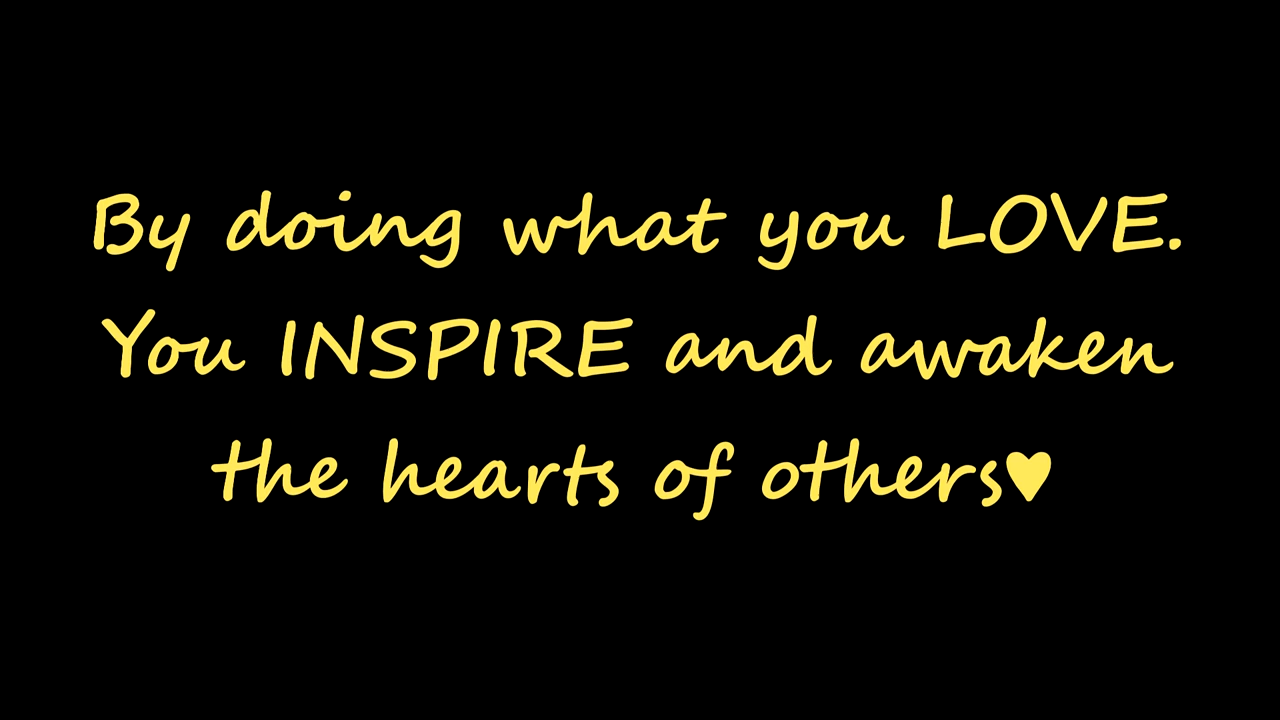 By doing what you LOVE.
You INSPIRE and awaken
the hearts of others♥